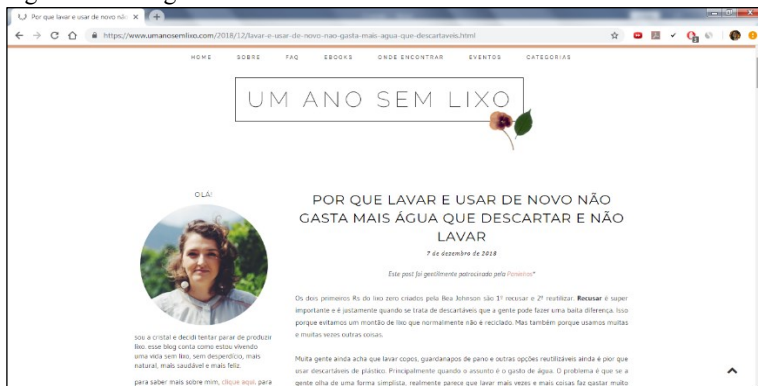 Por que lavar e usar de novo não
https://www.umanosemlixo.com/2018/12/lavar-e-usar-de-novo-nao-gasta-mais-agua-que-descartaveis.html
HOME SOBRE FAQ EBOOKS ONDE ENCONTRAR EVENTOS CATEGORIAS
UM ANO SEM LIXO
OLÁ!
sou a cristal e decidi tentar parar de produzir
lixo. esse blog conta como estou vivendo
uma vida sem lixo, sem desperdício, mais
natural, mais saudável e mais feliz.
para saber mais sobre mim, clique aqui. para
POR QUE LAVAR E USAR DE NOVO NÃO
GASTA MAIS ÁGUA QUE DESCARTAR E NÃO
LAVAR
7 de dezembro de 2018
Este post foi gentilmente patrocinado pela
Os dois primeiros Rs do lixo zero criados pela Bea Johnson são 1º recusar e 2º reutilizar. Recusar é super
importante e é justamente quando se trata de descartáveis que a gente pode fazer uma baita diferença. Isso
porque evitamos um montão de lixo que normalmente não é reciclado. Mas também porque usamos muitas
e muitas vezes outras coisas.
Muita gente ainda acha que lavar copos, guardanapos de pano e outras opções reutilizáveis ainda é pior que
usar descartáveis de plástico. Principalmente quando o assunto é o gasto de água. O problema é que se a
gente olha de uma forma simplista, realmente parece que lavar mais vezes e mais coisas faz gastar muito